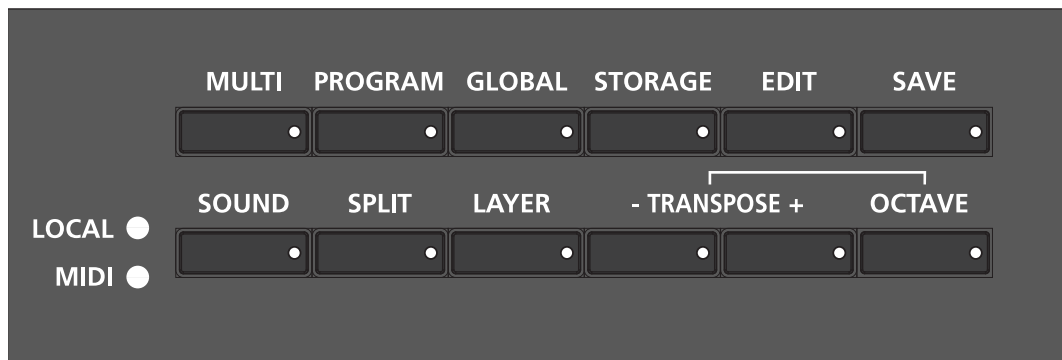 MULTI PROGRAM GLOBAL STORAGE EDIT SAVE
SOUND SPLIT LAYER - TRANSPOSE + OCTAVE
LOCAL
MIDI